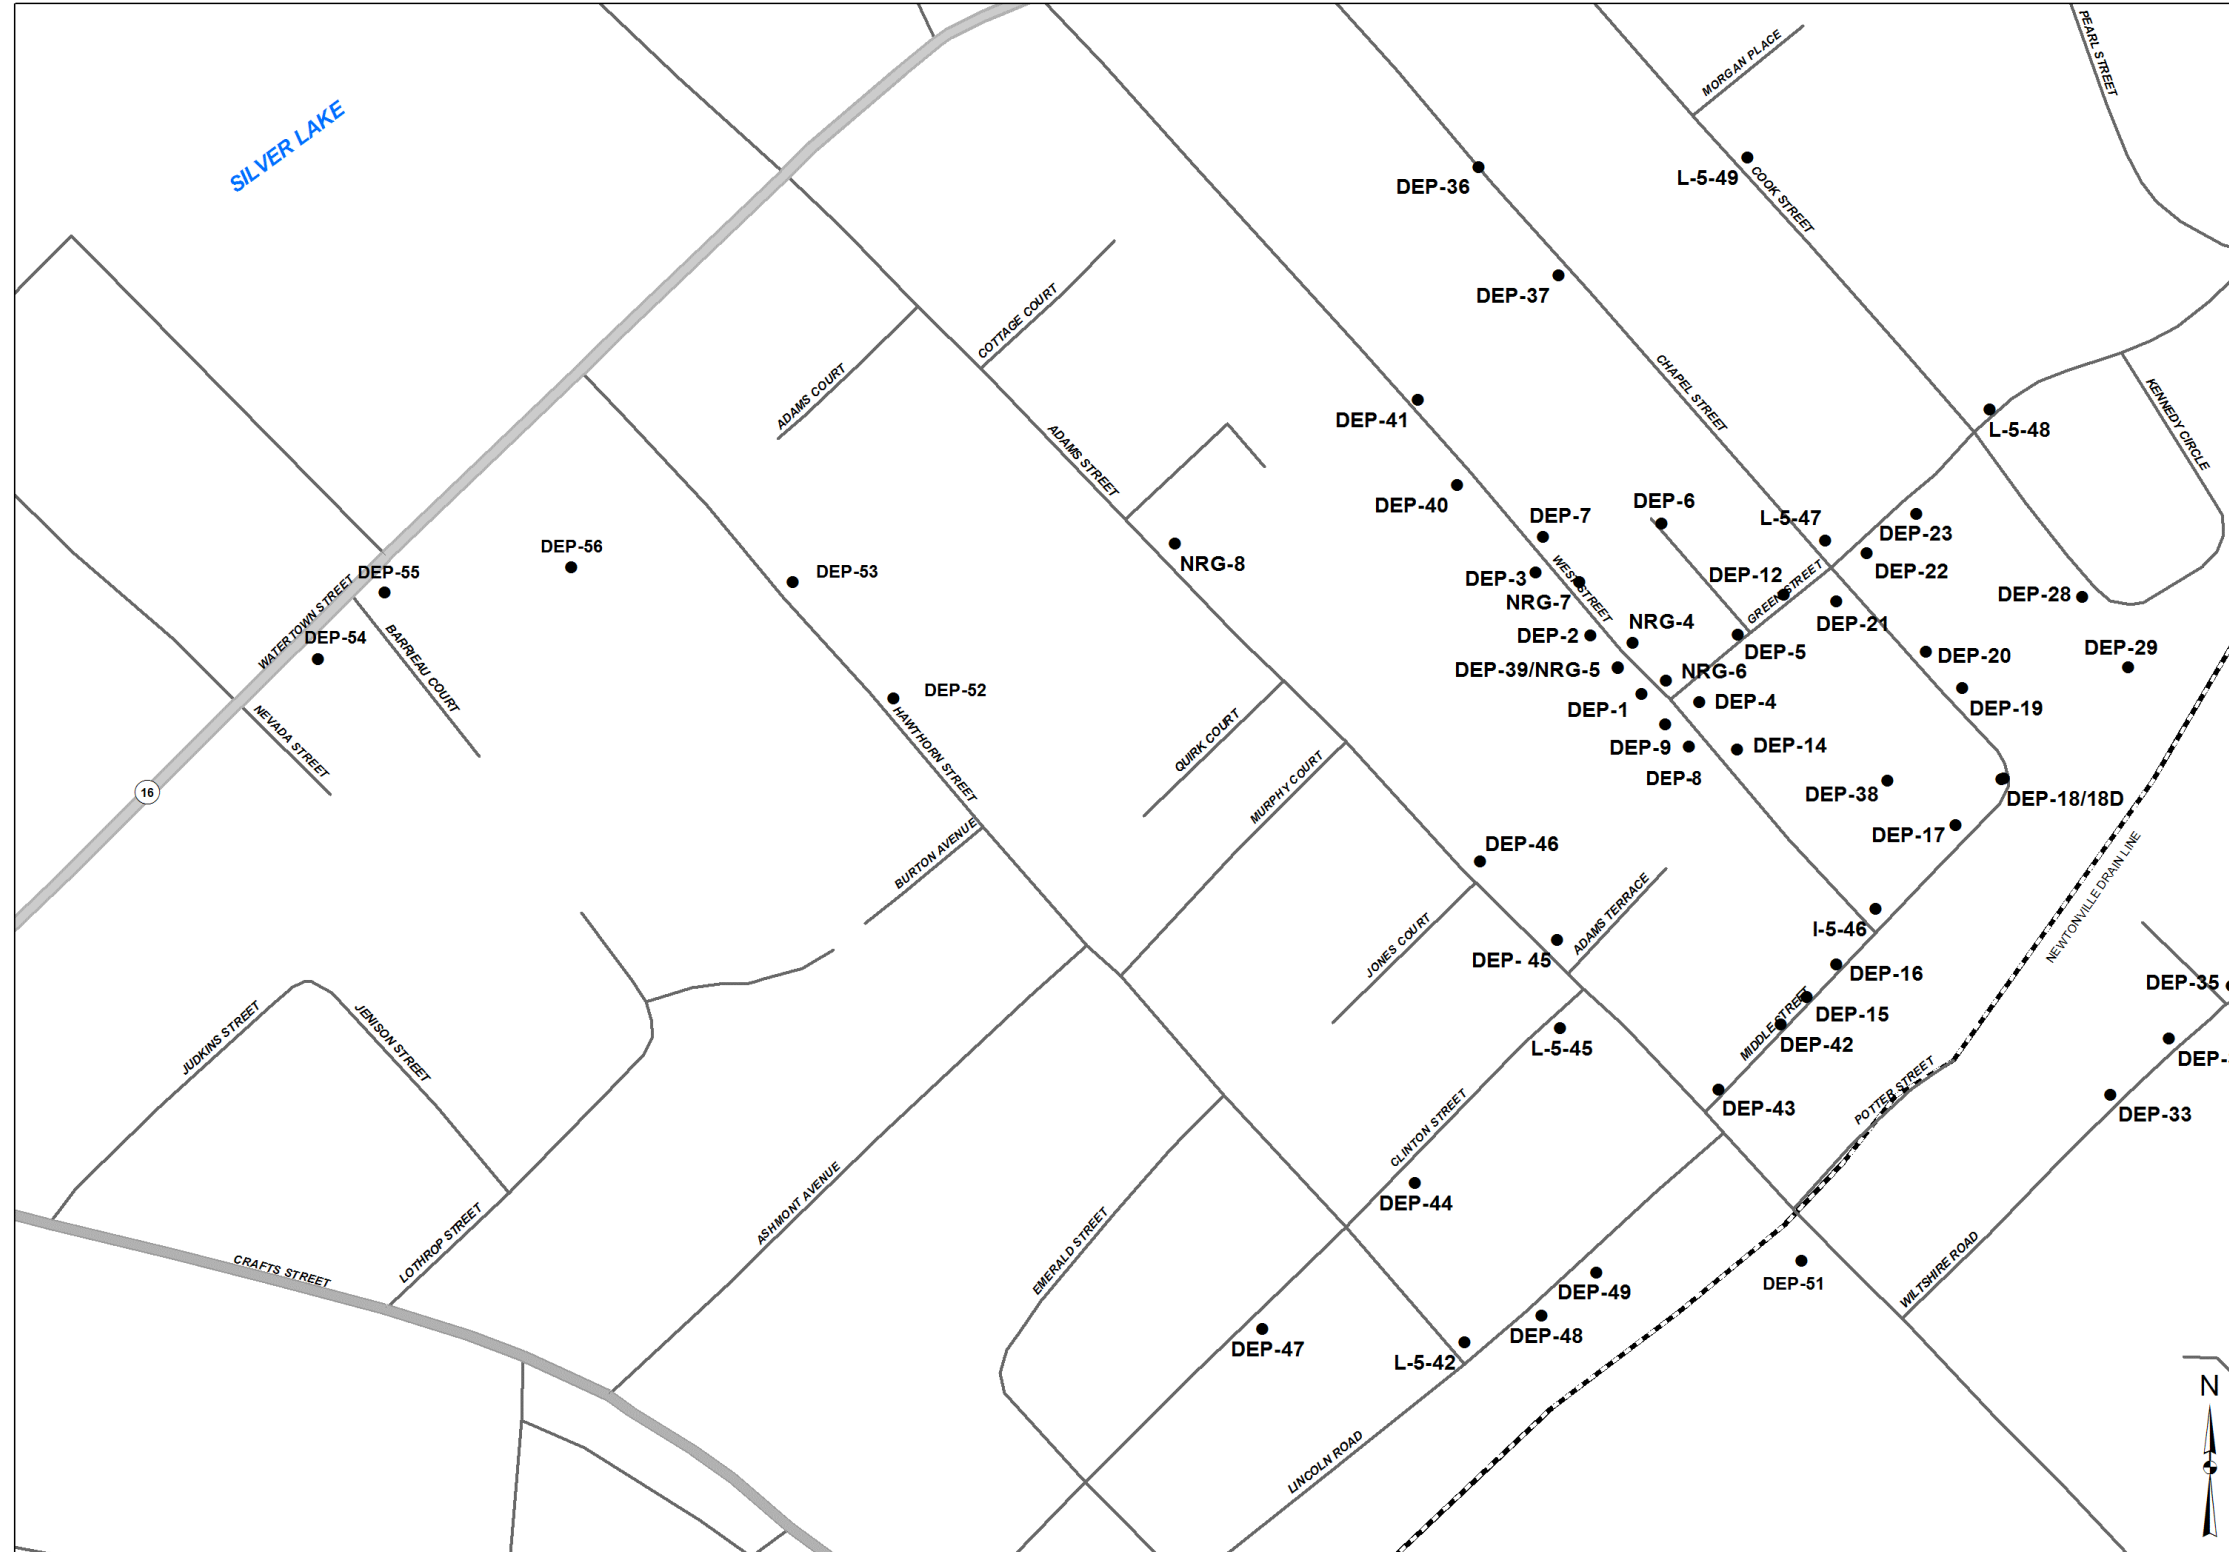 PEARL STREET
MORGAN PLACE
SILVER LAKE
L-5-49
COOK STREET
DEP-36
DEP-37
COTTAGE COURT
ADAMS COURT
CHAPEL STREET
DEP-41
KENNEDY CIRCLE
L-5-48
ADAMS STREET
DEP-40
DEP-6
DEP-7
L-5-47
DEP-23
DEP-56
NRG-8
DEP-55
DEP-53
DEP-3
WEST STREET
DEP-12
DEP-22
GREEN STREET
NRG-7
DEP-28
NRG-4
DEP-21
WATERTOWN STREET
DEP-54
DEP-2
DEP-5
DEP-20
DEP-29
BARRIEAU COURT
DEP-39/NRG-5
NRG-6
DEP-52
DEP-1
DEP-4
DEP-19
NEVADA STREET
HAWTHORN STREET
QUIRK COURT
DEP-9
DEP-14
DEP-8
MURPHY COURT
16
DEP-38
DEP-18/18D
DEP-17
DEP-46
BURTON AVENUE
NEWTONVILLE DRAIN LINE
ADAMS TERRACE
I-5-46
JONES COURT
DEP- 45
DEP-16
DEP-35
JUDKINS STREET
JENISON STREET
MIDDLE STREET
DEP-15
L-5-45
DEP-42
DEP-
POTTER STREET
DEP-43
DEP-33
CLINTON STREET
ASHMONT AVENUE
DEP-44
LOTHROP STREET
EMERALD STREET
CRAFTS STREET
WILTSHIRE ROAD
DEP-51
DEP-49
DEP-48
DEP-47
L-5-42
N
LINCOLN ROAD